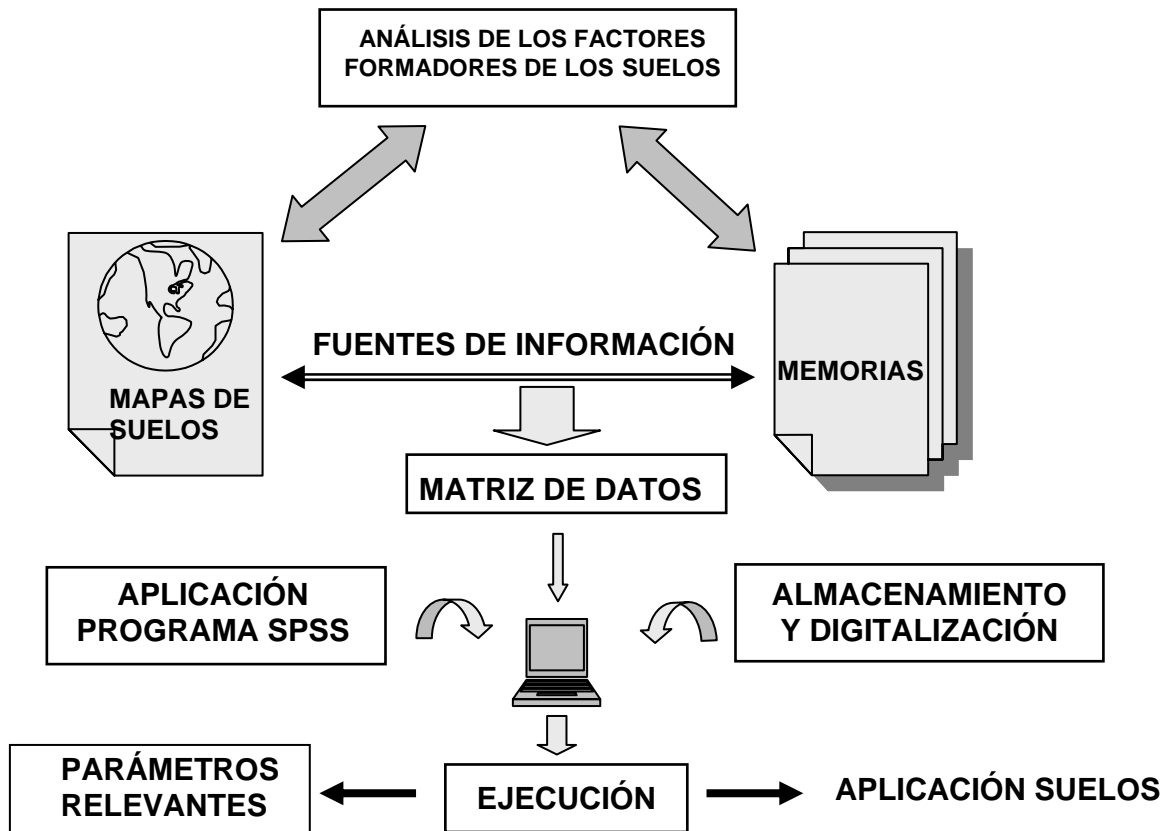 ANÁLISIS DE LOS FACTORES
FORMADORES DE LOS SUELOS
FUENTES DE INFORMACIÓN
MAPAS DE
SUELOS
MEMORIAS
MATRIZ DE DATOS
APLICACIÓN
PROGRAMA SPSS
ALMACENAMIENTO
Y DIGITALIZACIÓN
PARÁMETROS
RELEVANTES
EJECUCIÓN
APLICACIÓN SUELOS